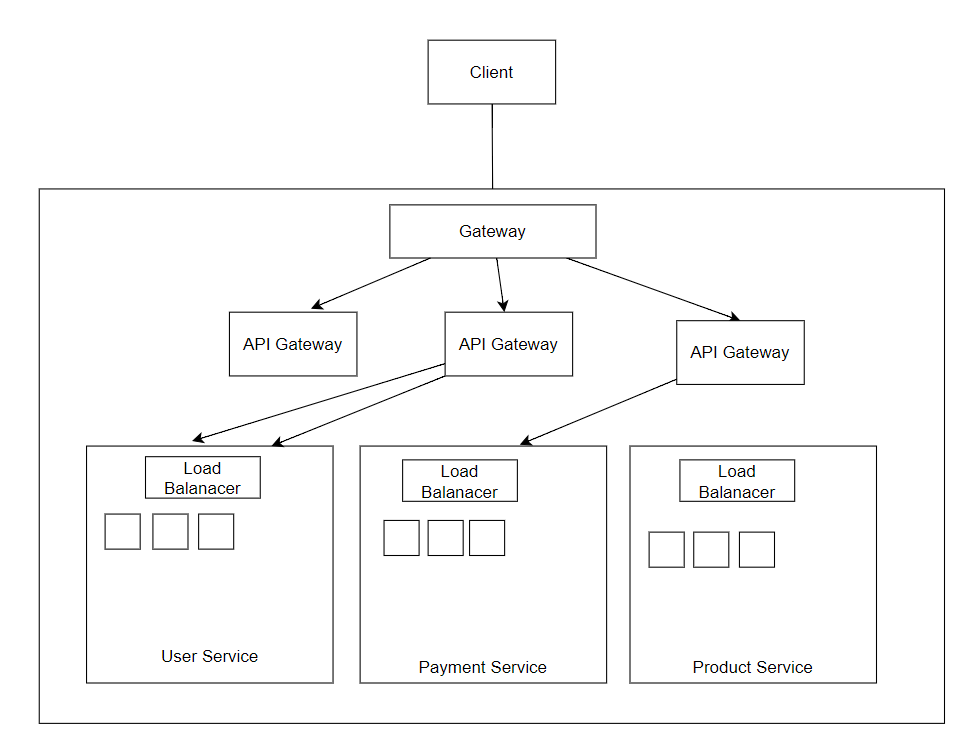 Client
Gateway
API Gateway
API Gateway
API Gateway
Load
Balanacer
Load
Balanacer
Load
Balanacer
User Service
Payment Service
Product Service